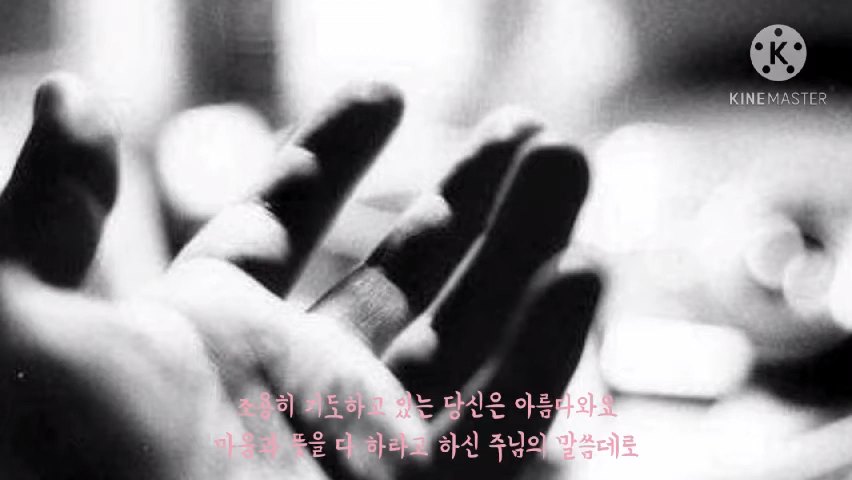 KINEMASTER
조용히 기도하고 있는 당신은 아름다와요
마음과 뜻을 다 하라고 하신 주님의 말씀데로